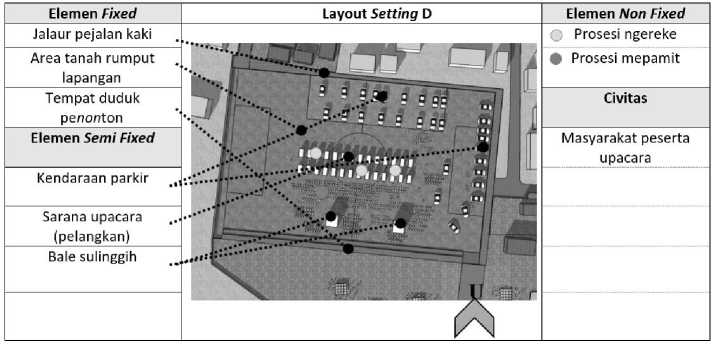 Elemen Fixed
Layout Setting D
Elemen Non Fixed
Jalaur pejalan kaki
Area tanah rumput
lapangan
Tempat duduk
penonton
Elemen Semi Fixed
Kendaraan parkir
Sarana upacara
(pelangkan)
Bale sulinggih
U
Prosesi ngereke
Prosesi mepamit
Civitas
Masyarakat peserta
upacara